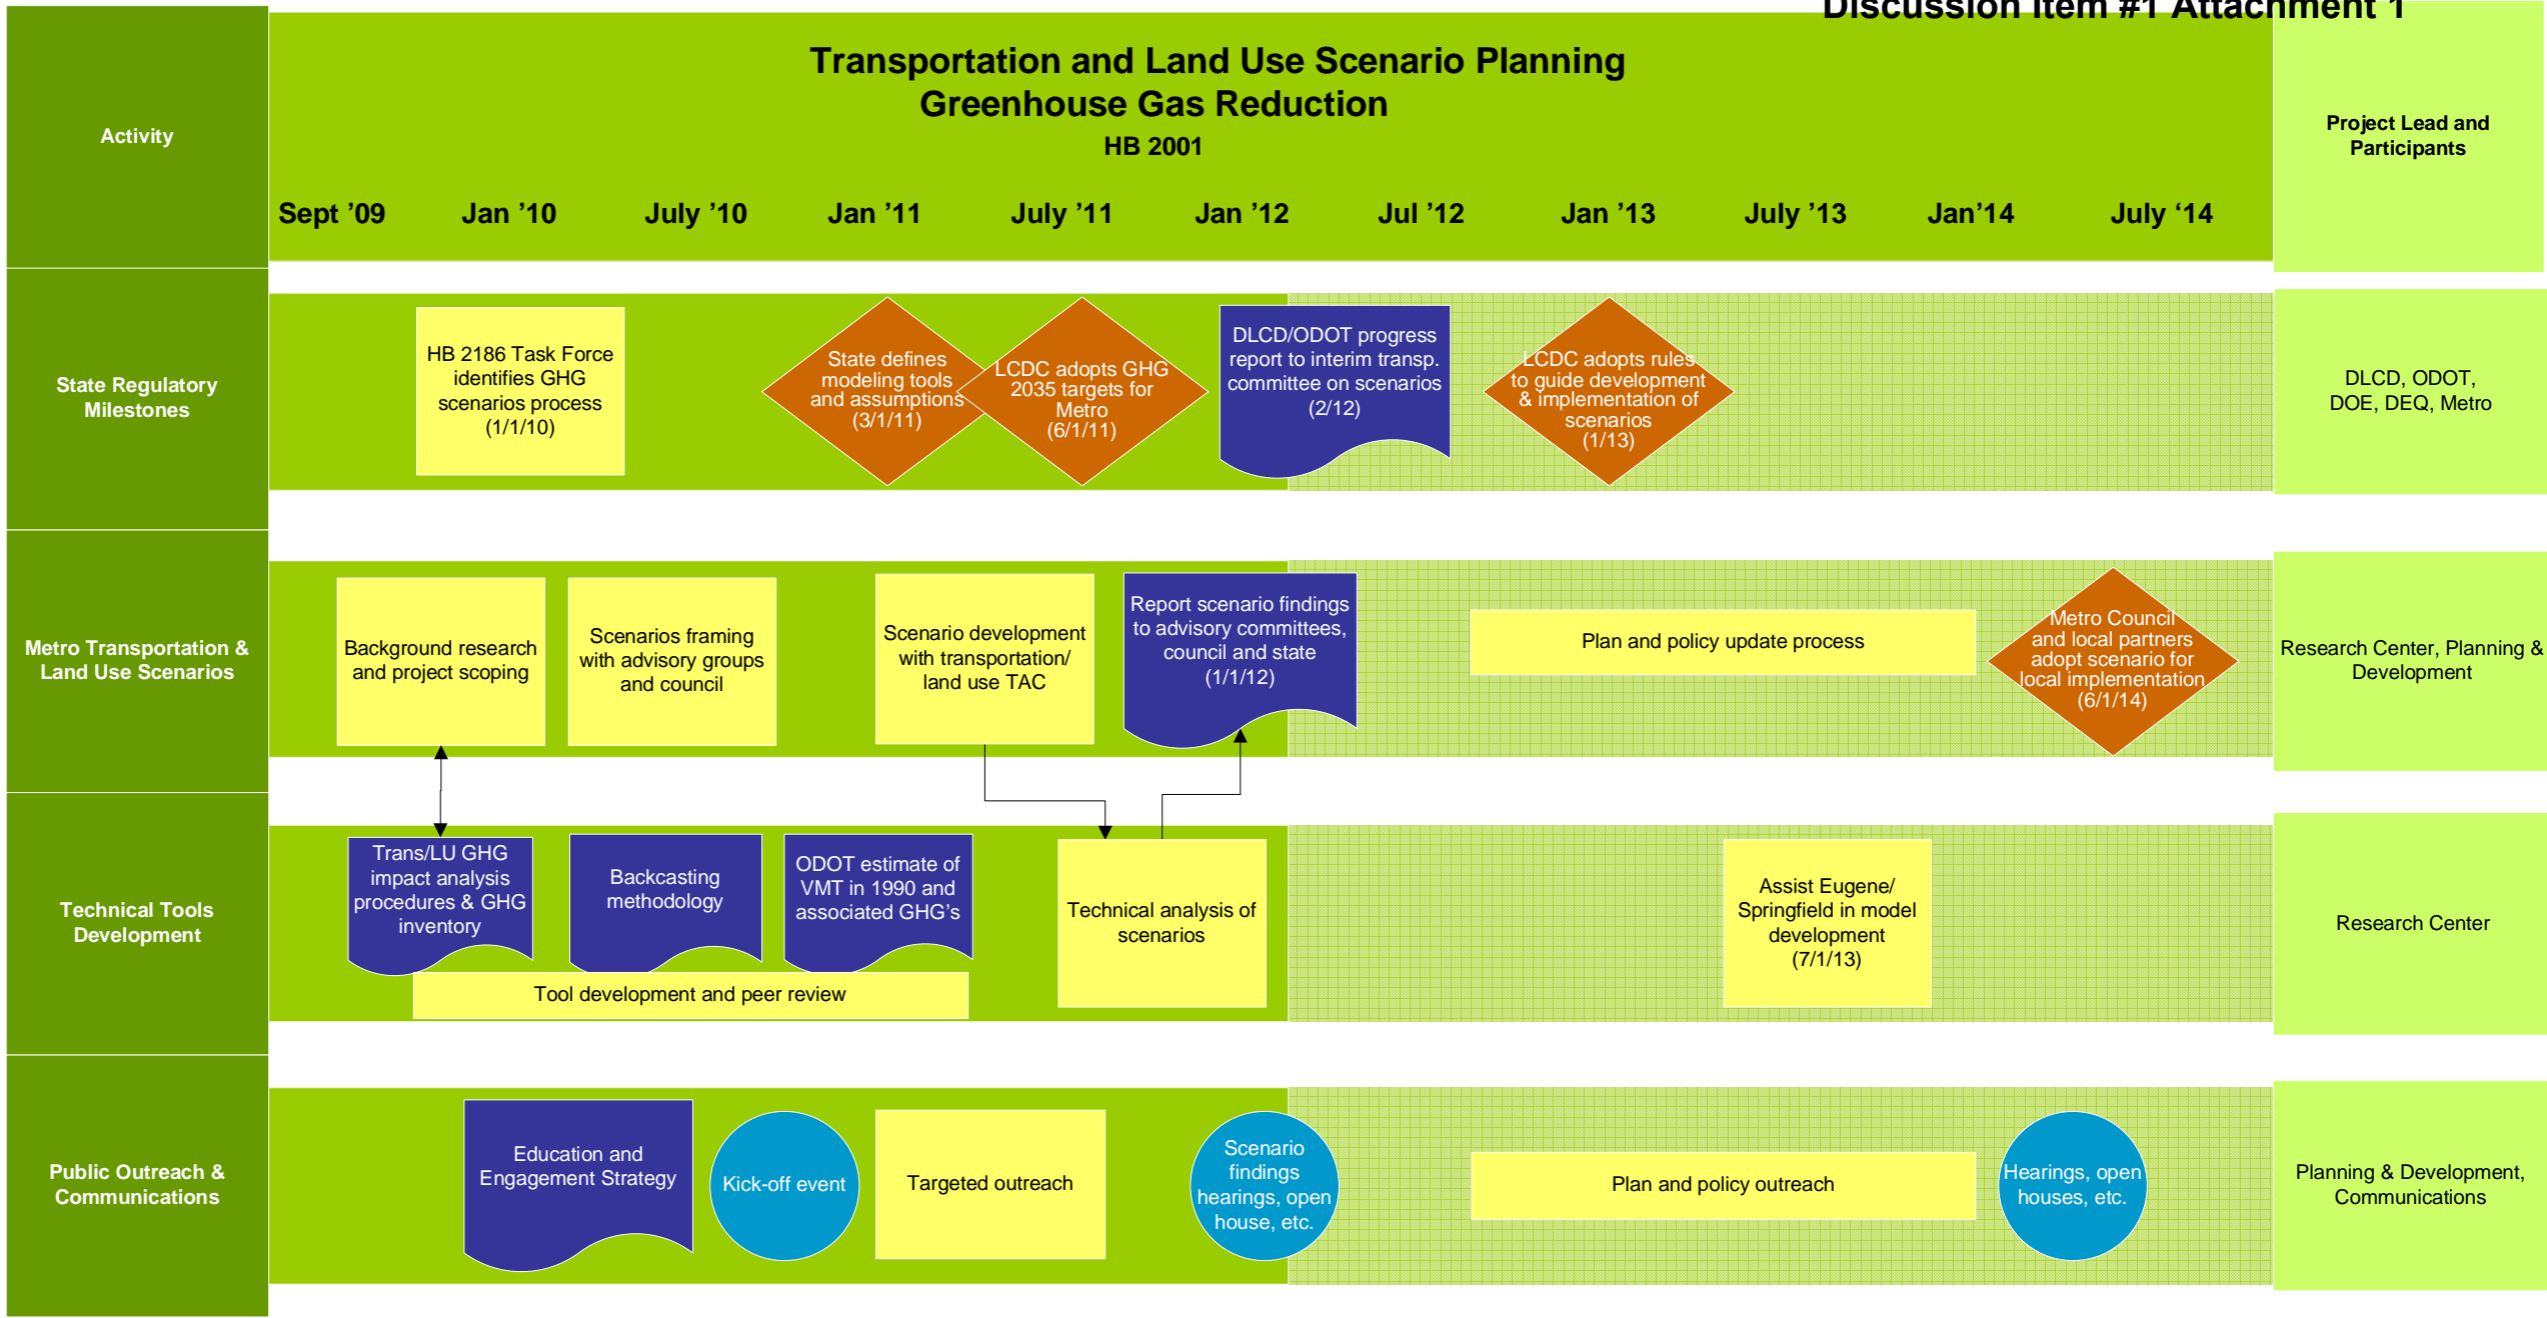 Discussion Item #1 Attachment 1
Activity
Transportation and Land Use Scenario Planning
Greenhouse Gas Reduction
HB 2001
Project Lead and
Participants
Sept ’09 Jan ’10 July ’10 Jan ’11 July ’11 Jan ’12 Jul ’12 Jan ’13 July ’13 Jan’14 July ‘14
State Regulatory
Milestones
HB 2186 Task Force
identifies GHG
scenarios process
(1/1/10)
State defines
modeling tools
and assumptions
(3/1/11)
LCDC adopts GHG
2035 targets for
Metro
(6/1/11)
DLCD/ODOT progress
report to interim transp.
committee on scenarios
(2/12)
LCDC adopts rules
to guide development
& implementation of
scenarios
(1/13)
DLCD, ODOT,
DOE, DEQ, Metro
Metro Transportation &
Land Use Scenarios
Background research
and project scoping
Scenarios framing
with advisory groups
and council
Scenario development
with transportation/
land use TAC
Report scenario findings
to advisory committees,
council and state
(1/1/12)
Plan and policy update process
Metro Council
and local partners
adopt scenario for
local implementation
(6/1/14)
Research Center, Planning &
Development
Technical Tools
Development
Trans/LU GHG
impact analysis
procedures & GHG
inventory
Backcasting
methodology
ODOT estimate of
VMT in 1990 and
associated GHG’s
Tool development and peer review
Technical analysis of
scenarios
Assist Eugene/
Springfield in model
development
(7/1/13)
Research Center
Public Outreach &
Communications
Education and
Engagement Strategy
Kick-off event
Targeted outreach
Scenario
findings
hearings, open
house, etc.
Plan and policy outreach
Hearings, open
houses, etc.
Planning & Development,
Communications